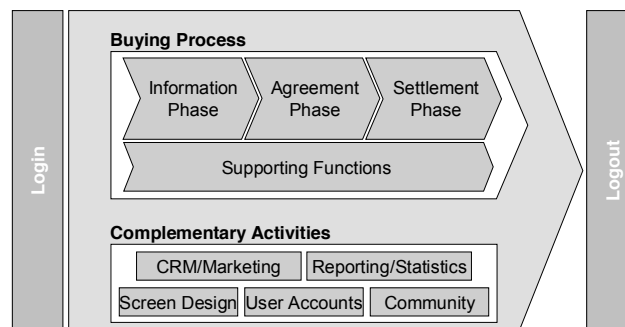 Buying Process
Information
Phase
Agreement
Phase
Settlement
Phase
Supporting Functions
Login
Logout
Complementary Activities
CRM/Marketing
Reporting/Statistics
Screen Design
User Accounts
Community